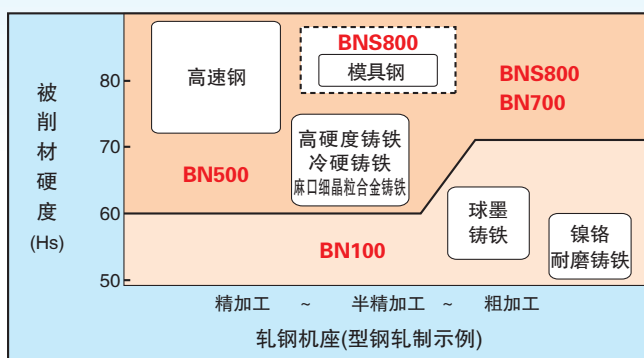 被
削
材
硬
度
(Hs)
80
70
60
50
高速钢
BNS800
模具钢
BNS800
BN700
高硬度铸铁
冷硬铸铁
麻口细晶粒合金铸铁
BN500
BN100
球墨
铸铁
镍铬
耐磨铸铁
精加工 ~ 半精加工 ~ 粗加工
轧钢机座(型钢轧制示例)